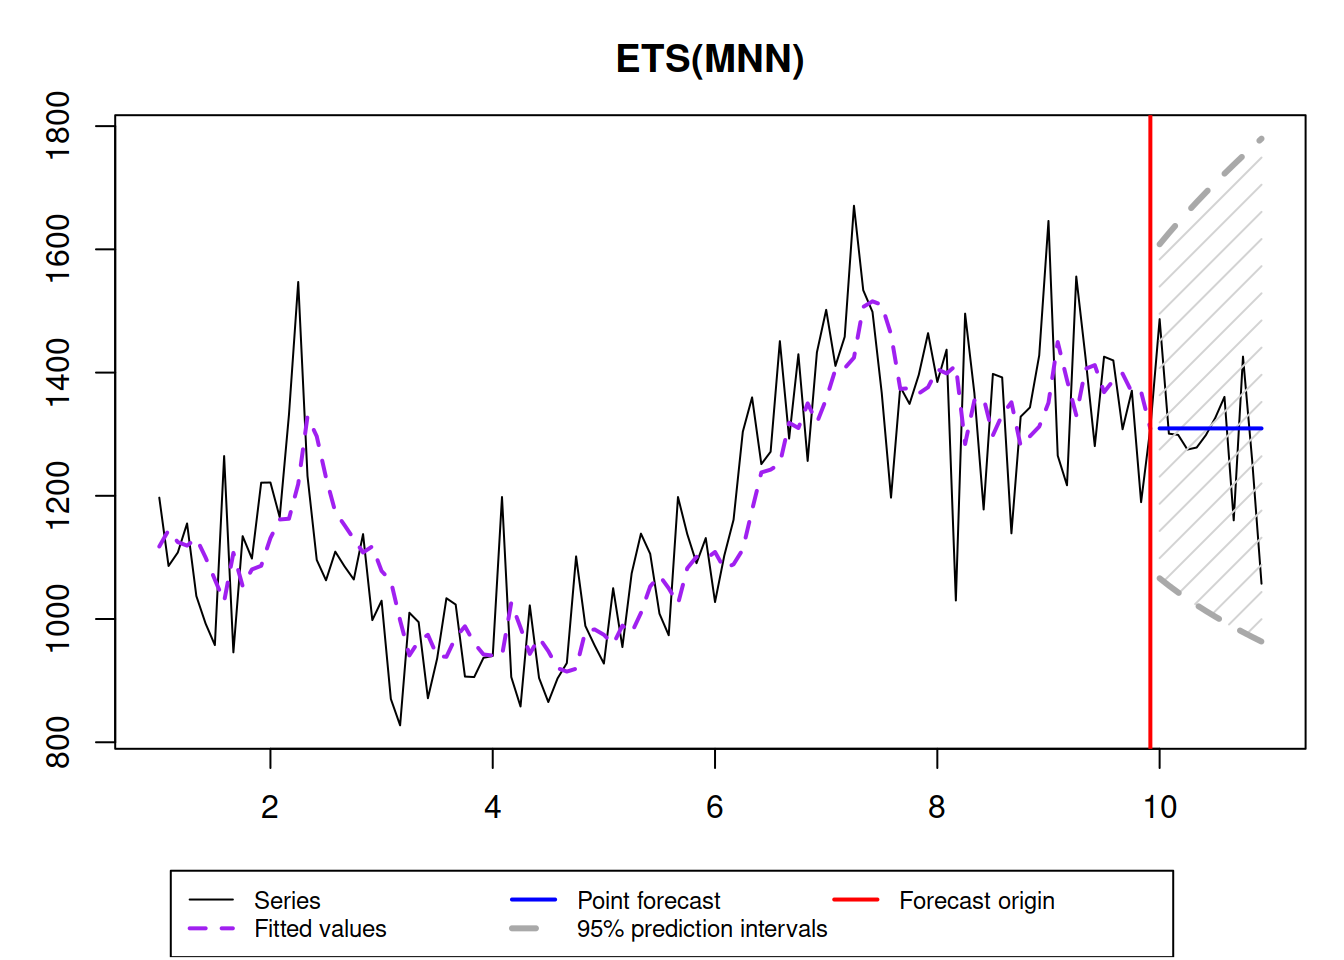 ETS(MNN)
1800
1600
1400
1200
1000
800
2 4 6 8 10
Series Point forecast Forecast origin
Fitted values 95% prediction intervals